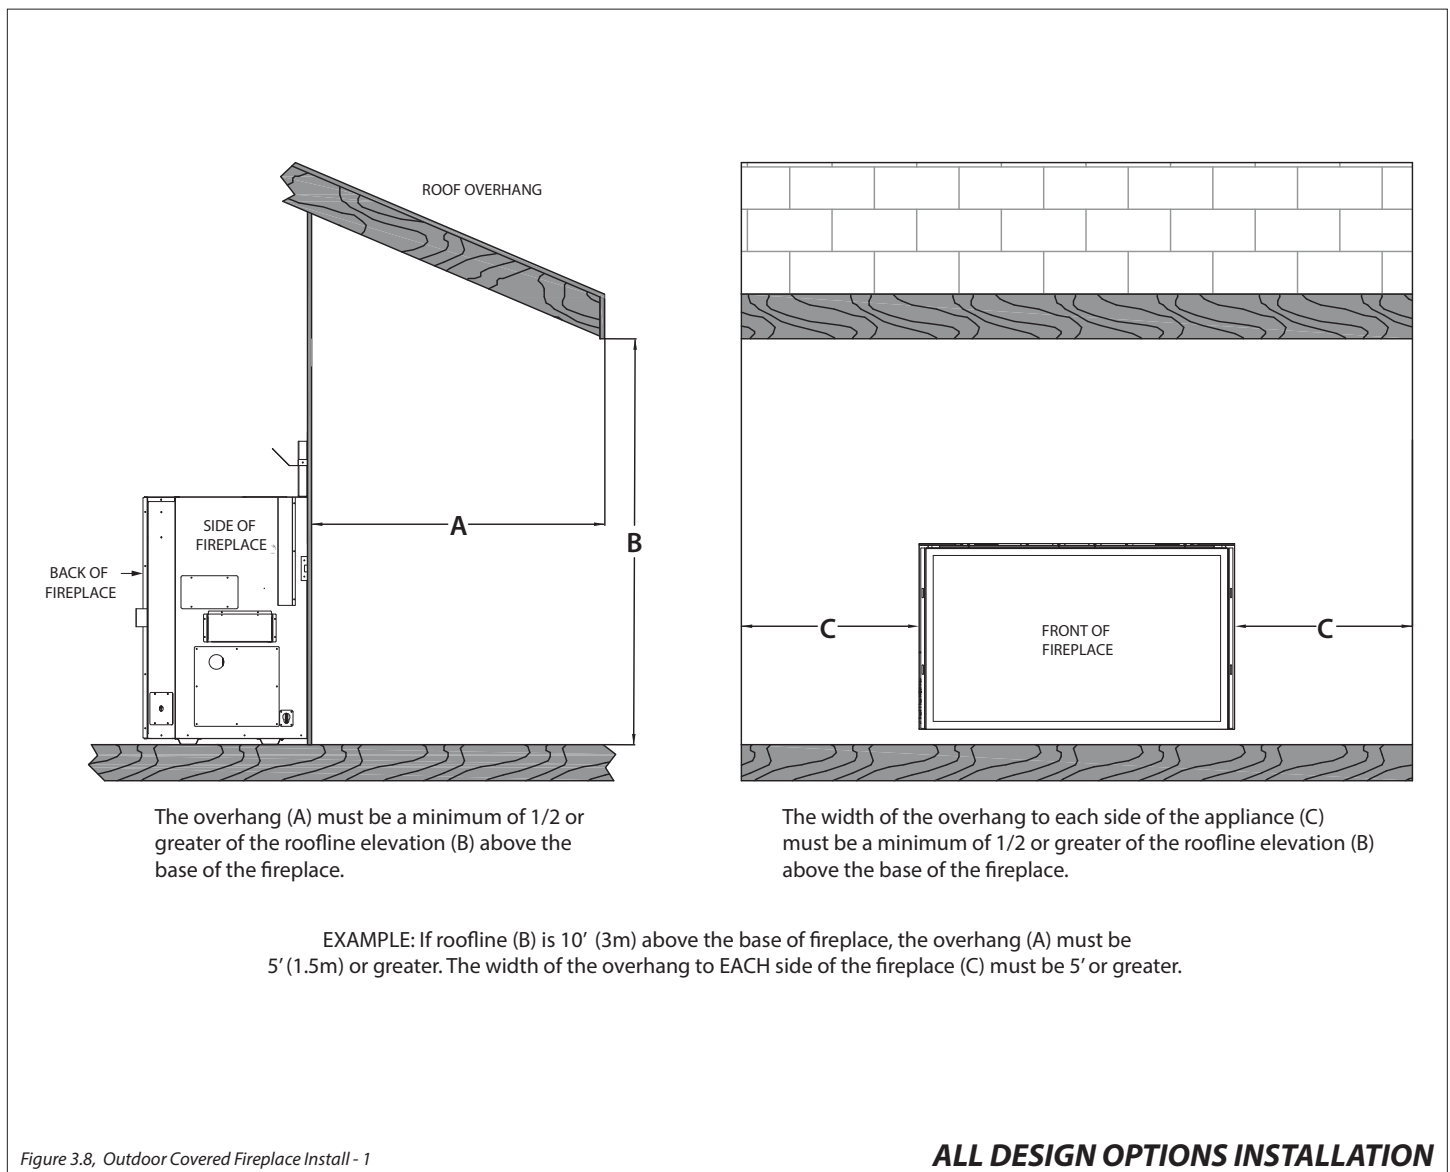 ROOF OVERHANG
SIDE OF
FIREPLACE
A
B
BACK OF
FIREPLACE
C
FRONT OF
FIREPLACE
C
The overhang (A) must be a minimum of 1/2 or
greater of the roofline elevation (B) above the
base of the fireplace.
The width of the overhang to each side of the appliance (C)
must be a minimum of 1/2 or greater of the roofline elevation (B)
above the base of the fireplace.
EXAMPLE: If roofline (B) is 10' (3m) above the base of fireplace, the overhang (A) must be
5' (1.5m) or greater. The width of the overhang to EACH side of the fireplace (C) must be 5' or greater.
Figure 3.8, Outdoor Covered Fireplace Install - 1
ALL DESIGN OPTIONS INSTALLATION